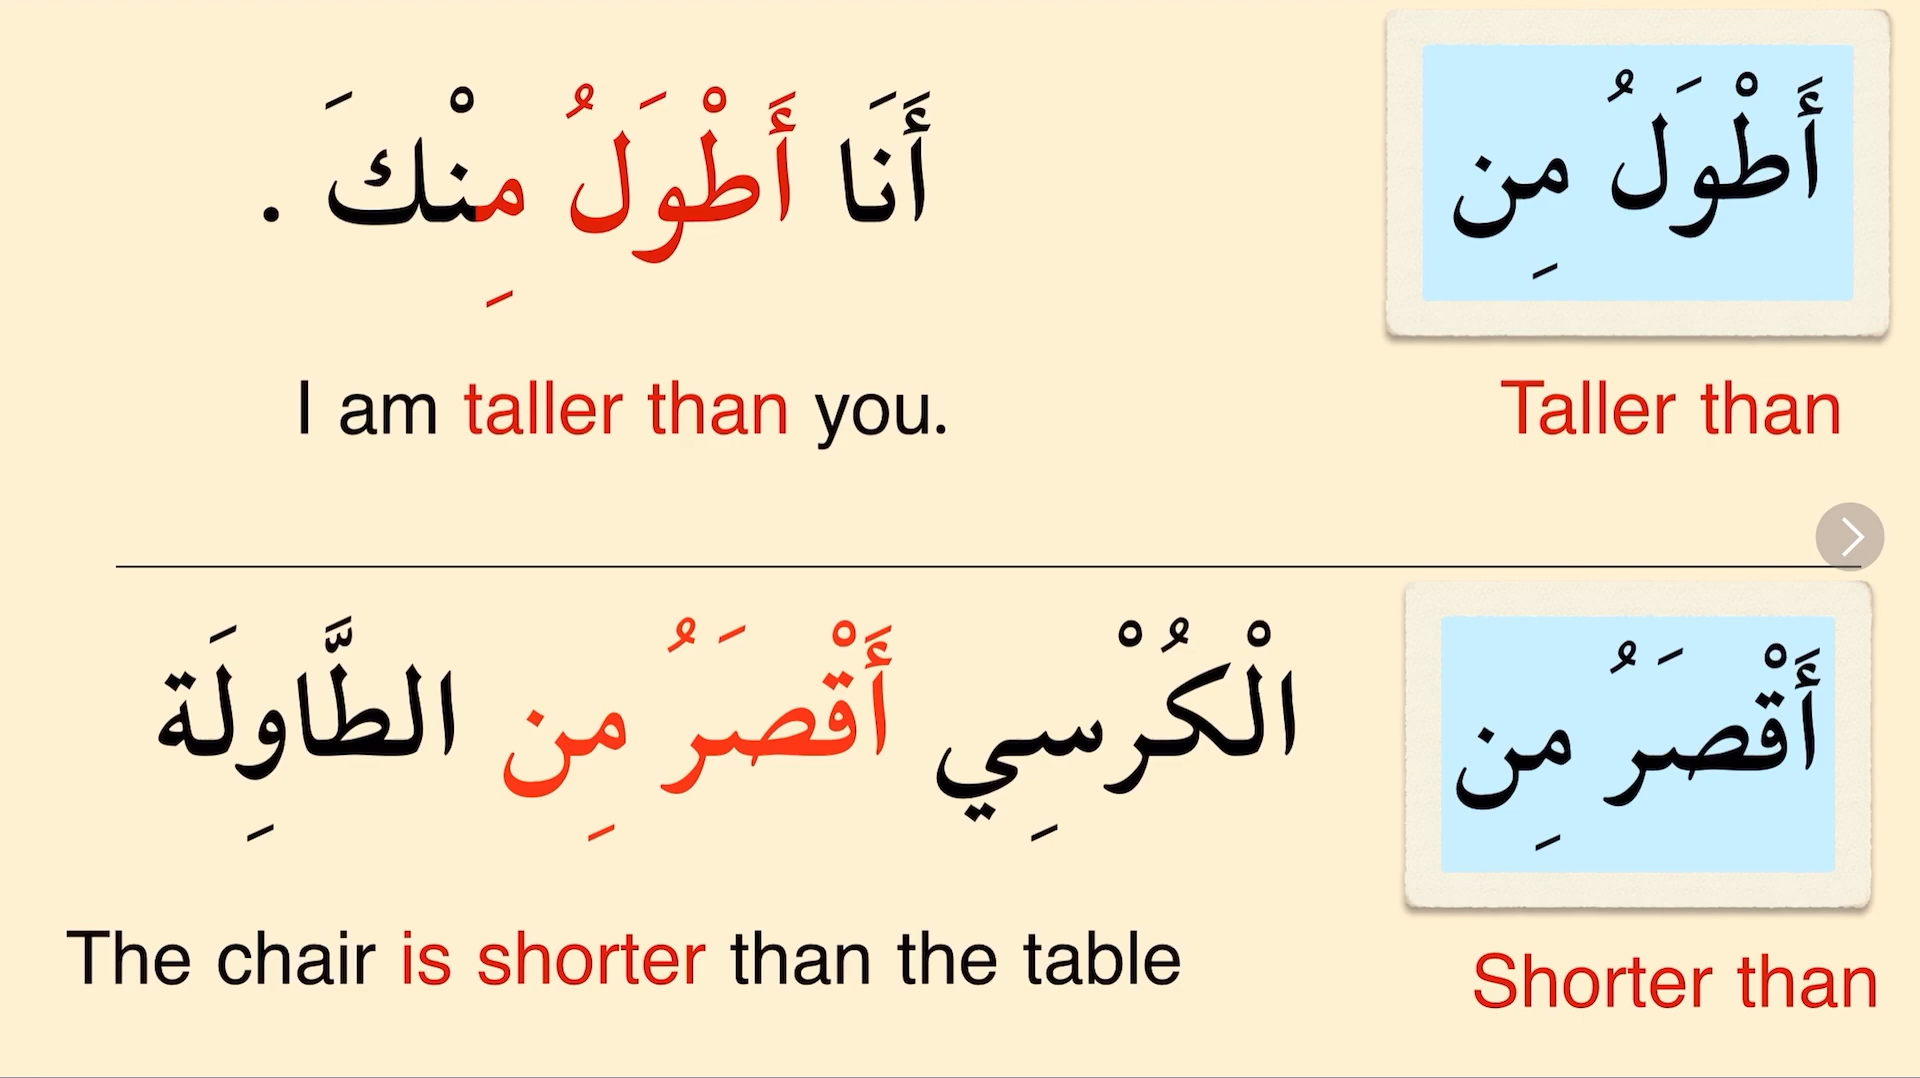 أَنَا أَطْوَلُ مِنْكَ .
I am taller than you.
أَطْوَلُ مِن
Taller than
الْكُرْسِي أَقْصَرُ مِن الطَّاوِلَة
The chair is shorter than the table
أَقْصَرُ مِن
Shorter than